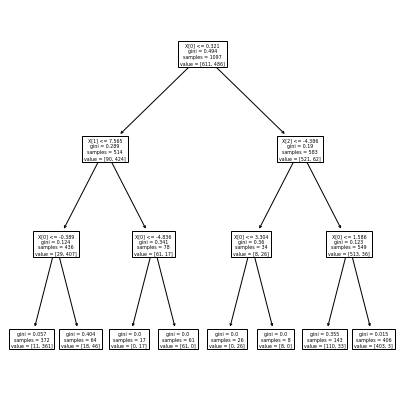 X[0] <= 0.321
gini = 0.494
samples = 1097
value = [611, 486]
X[1] <= 7.565
gini = 0.289
samples = 514
value = [90, 424]
X[2] <= -4.386
gini = 0.19
samples = 583
value = [521, 62]
X[0] <= -0.389
gini = 0.124
samples = 436
value = [29, 407]
X[0] <= -4.836
gini = 0.341
samples = 78
value = [61, 17]
X[0] <= 3.304
gini = 0.36
samples = 34
value = [8, 26]
X[0] <= 1.586
gini = 0.123
samples = 549
value = [513, 36]
gini = 0.057
samples = 372
value = [11, 361]
gini = 0.404
samples = 64
value = [18, 46]
gini = 0.0
samples = 17
value = [0, 17]
gini = 0.0
samples = 61
value = [61, 0]
gini = 0.0
samples = 26
value = [0, 26]
gini = 0.0
samples = 8
value = [8, 0]
gini = 0.355
samples = 143
value = [110, 33]
gini = 0.015
samples = 406
value = [403, 3]